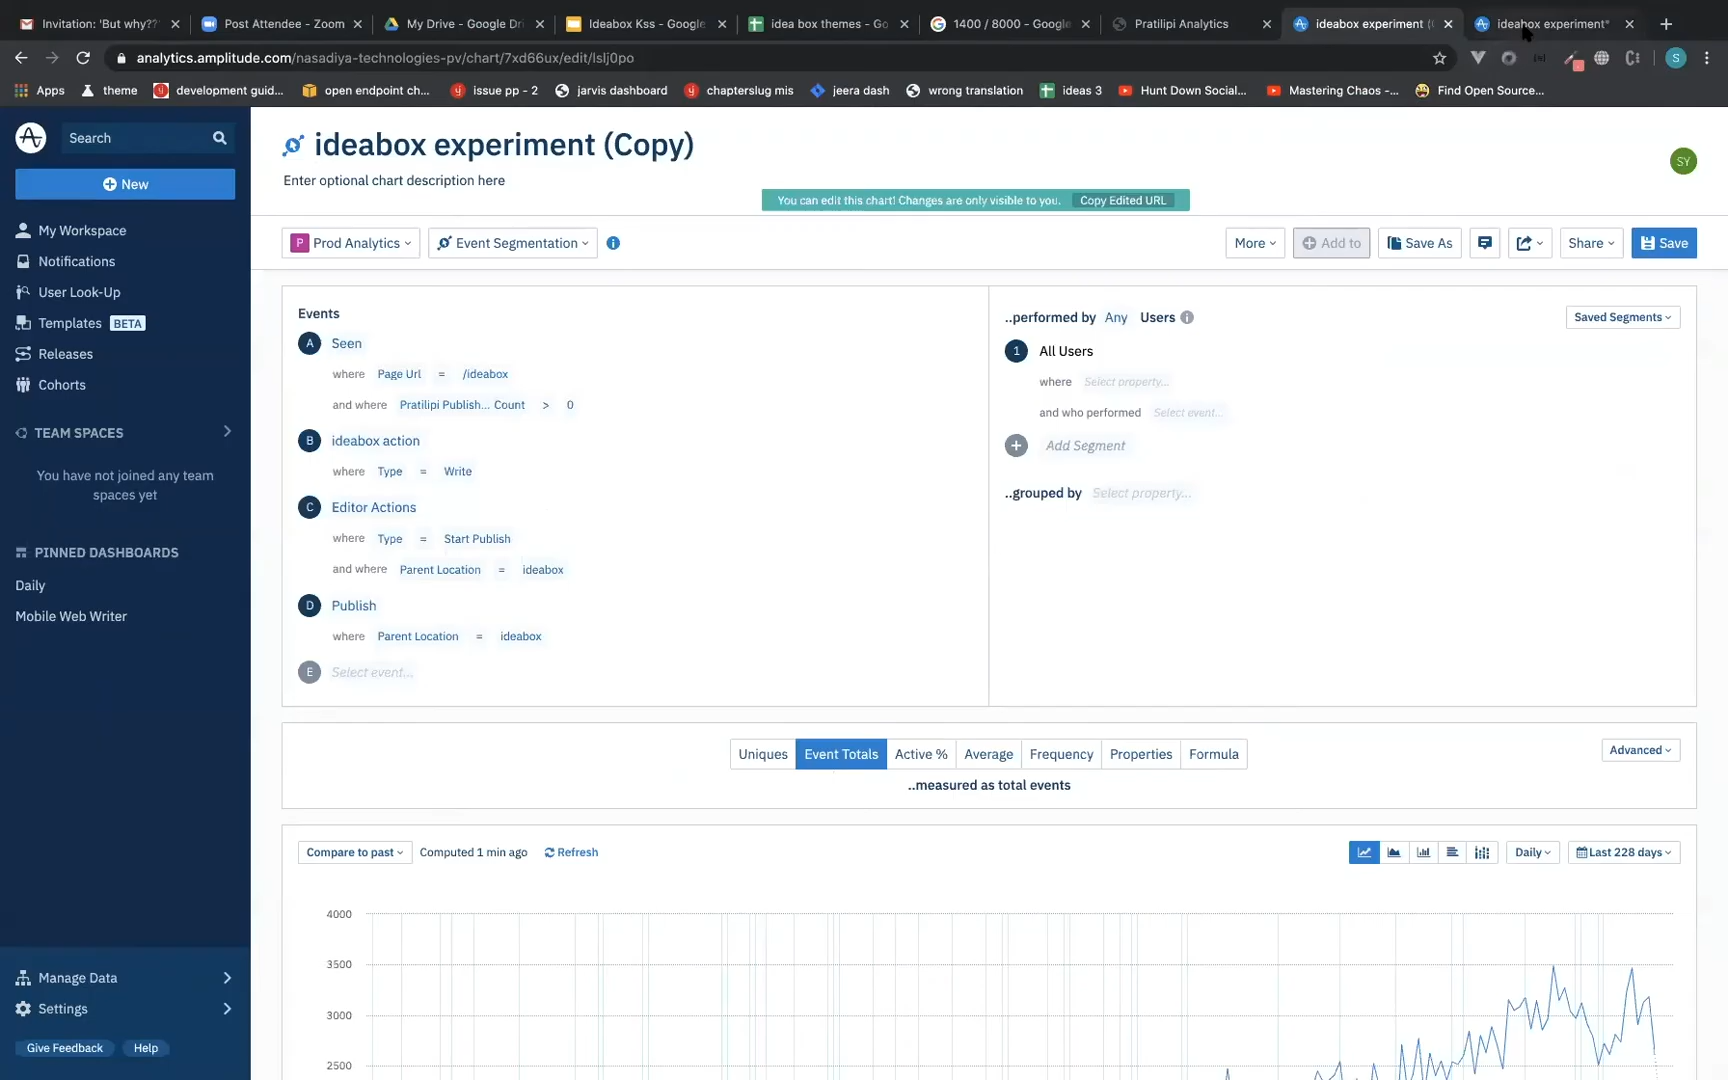 Invitation: 'But why??'
Post Attendee - Zoom
My Drive - Google Dri
Ideabox Kss - Google
idea box themes - Go
1400 / 8000 - Google
Pratilipi Analytics
ideabox experiment (
ideabox experiment*
analytics.amplitude.com/nasadiya-technologies-pv/chart/7xd66ux/edit/lslj0po
S
Apps
theme
development guid...
open endpoint ch...
issue pp - 2
jarvis dashboard
chapterslug mis
jeera dash
wrong translation
ideas 3
Hunt Down Social...
Mastering Chaos -...
Find Open Source...
Search
New
My Workspace
Notifications
User Look-Up
Templates BETA
Releases
Cohorts
TEAM SPACES
You have not joined any team
spaces yet
PINNED DASHBOARDS
Daily
Mobile Web Writer
Manage Data
Settings
Give Feedback
Help
ideabox experiment (Copy)
SY
Enter optional chart description here
You can edit this chart! Changes are only visible to you. Copy Edited URL
P Prod Analytics
Event Segmentation
More
Add to
Save As
Share
Save
Events
A Seen
where Page Url = /ideabox
and where Pratilipi Publish... Count > 0
B ideabox action
where Type = Write
C Editor Actions
where Type = Start Publish
and where Parent Location = ideabox
D Publish
where Parent Location = ideabox
E Select event...
..performed by Any Users
Saved Segments
1 All Users
where Select property...
and who performed Select event...
Add Segment
..grouped by Select property...
Uniques
Event Totals
Active %
Average
Frequency
Properties
Formula
Advanced
..measured as total events
Compare to past
Computed 1 min ago
Refresh
Daily
Last 228 days
4000
3500
3000
2500